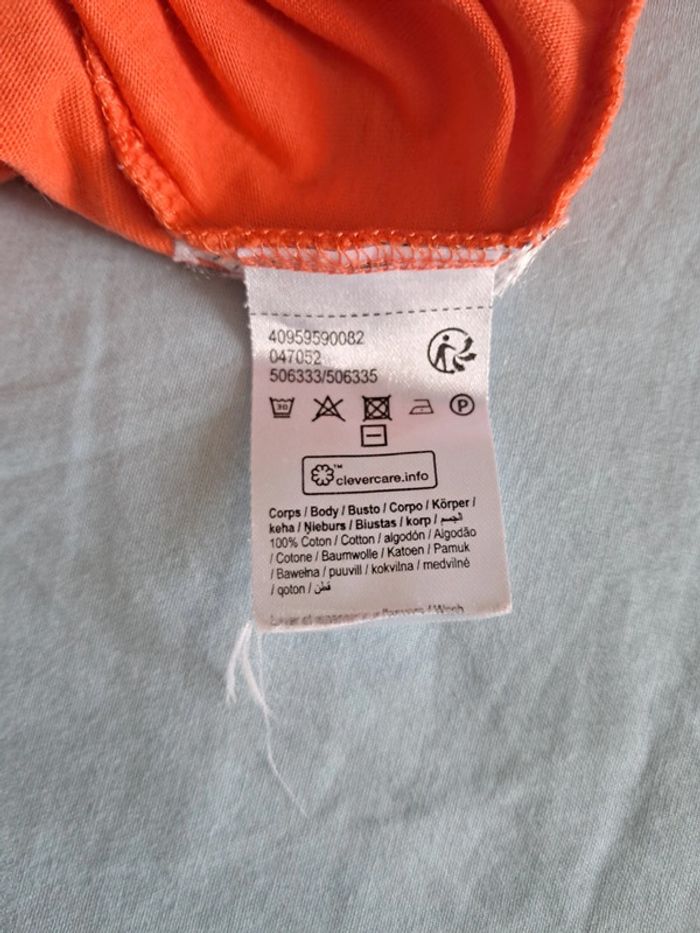 40959590082
047052
506333/506335
30
P
™
clevercare.info
Corps / Body / Busto / Corpo / Körper /
keha / Ņieburs / Biustas / korp / الجسم
100% Coton / Cotton / algodón / Algodão
/ Cotone / Baumwolle / Katoen / Pamuk
/ Bawełna / puuvill / kokvilna / medvilnė
/ qoton / قطن